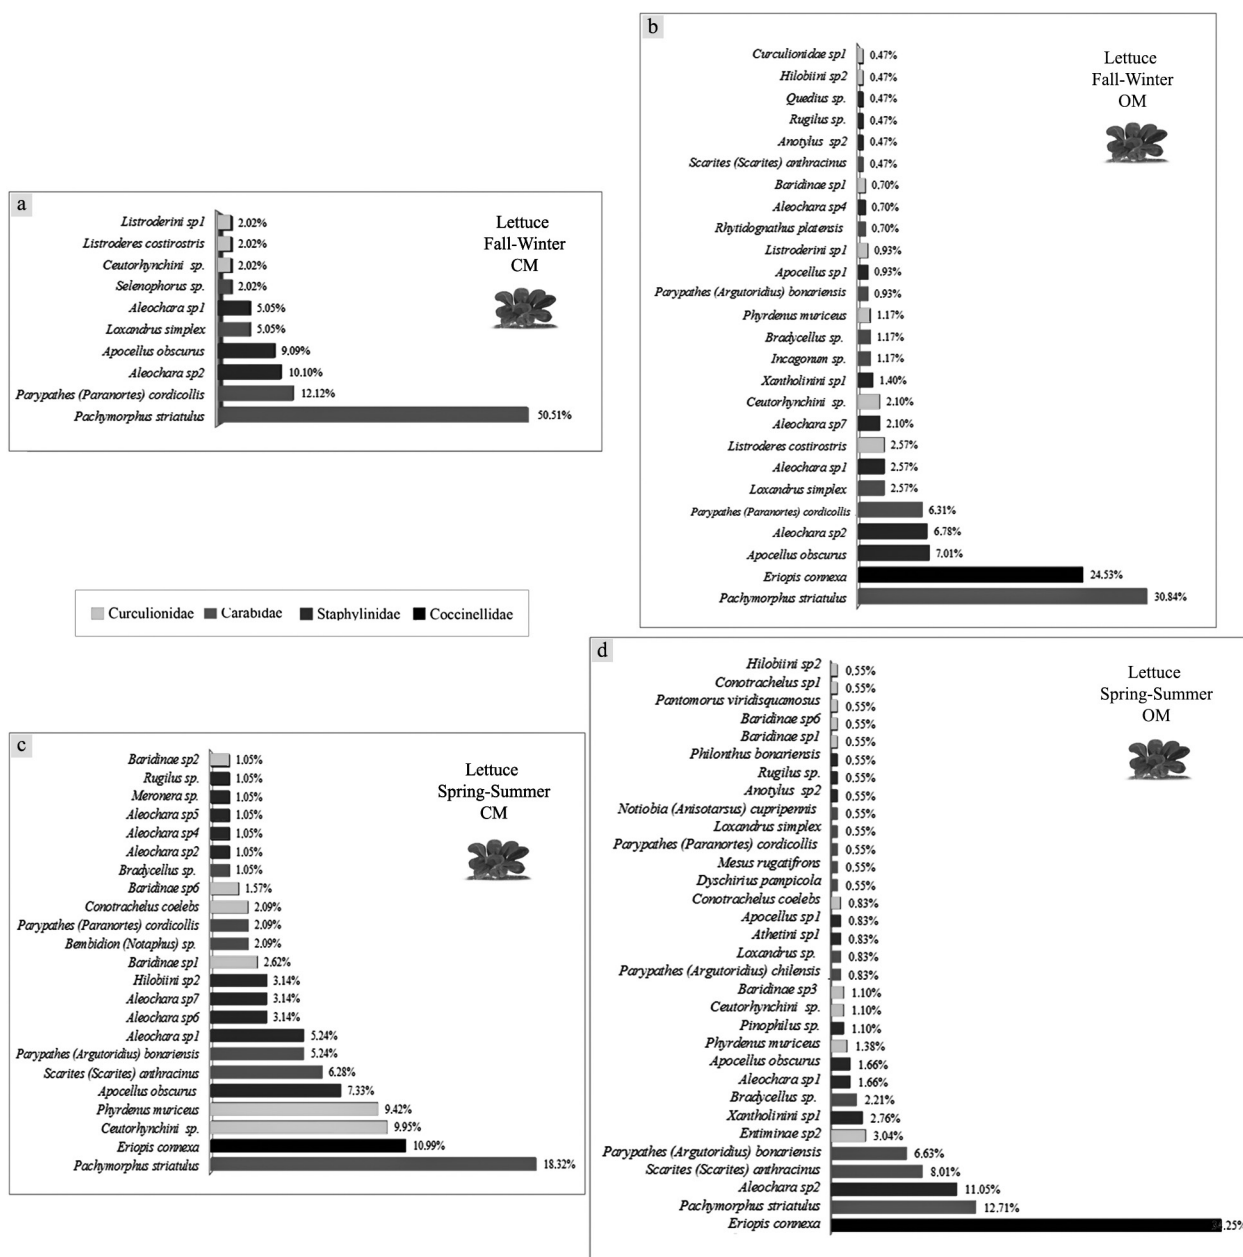 a
Lettuce
Fall-Winter
CM
Listroderini sp1 2.02%
Listroderes costirostris 2.02%
Ceutorhynchini sp. 2.02%
Selenophorus sp. 2.02%
Aleochara sp1 5.05%
Loxandrus simplex 5.05%
Apocellus obscurus 9.09%
Aleochara sp2 10.10%
Parypathes (Paranortes) cordicollis 12.12%
Pachymorphus striatulus 50.51%
b
Lettuce
Fall-Winter
OM
Curculionidae sp1 0.47%
Hilobiini sp2 0.47%
Quedius sp. 0.47%
Rugilus sp. 0.47%
Anotylus sp2 0.47%
Scarites (Scarites) anthracinus 0.47%
Baridinae sp1 0.70%
Aleochara sp4 0.70%
Rhytidognathus platensis 0.70%
Listroderini sp1 0.93%
Apocellus sp1 0.93%
Parypathes (Argutoridius) bonariensis 0.93%
Phyrdenus muriceus 1.17%
Bradycellus sp. 1.17%
Incagonum sp. 1.17%
Xantholinini sp1 1.40%
Ceutorhynchini sp. 2.10%
Aleochara sp7 2.10%
Listroderes costirostris 2.57%
Aleochara sp1 2.57%
Loxandrus simplex 2.57%
Parypathes (Paranortes) cordicollis 6.31%
Aleochara sp2 6.78%
Apocellus obscurus 7.01%
Eriopis connexa 24.53%
Pachymorphus striatulus 30.84%
Curculionidae Carabidae Staphylinidae Coccinellidae
c
Lettuce
Spring-Summer
CM
Baridinae sp2 1.05%
Rugilus sp. 1.05%
Meronera sp. 1.05%
Aleochara sp5 1.05%
Aleochara sp4 1.05%
Aleochara sp2 1.05%
Bradycellus sp. 1.05%
Baridinae sp6 1.57%
Conotrachelus coelebs 2.09%
Parypathes (Paranortes) cordicollis 2.09%
Bembidion (Notaphus) sp. 2.09%
Baridinae sp1 2.62%
Hilobiini sp2 3.14%
Aleochara sp7 3.14%
Aleochara sp6 3.14%
Aleochara sp1 5.24%
Parypathes (Argutoridius) bonariensis 5.24%
Scarites (Scarites) anthracinus 6.28%
Apocellus obscurus 7.33%
Phyrdenus muriceus 9.42%
Ceutorhynchini sp. 9.95%
Eriopis connexa 10.99%
Pachymorphus striatulus 18.32%
d
Lettuce
Spring-Summer
OM
Hilobiini sp2 0.55%
Conotrachelus sp1 0.55%
Pantomorus viridisquamosus 0.55%
Baridinae sp6 0.55%
Baridinae sp1 0.55%
Philonthus bonariensis 0.55%
Rugilus sp. 0.55%
Anotylus sp2 0.55%
Notiobia (Anisotarsus) cupripennis 0.55%
Loxandrus simplex 0.55%
Parypathes (Paranortes) cordicollis 0.55%
Mesus rugatifrons 0.55%
Dyschirius pampicola 0.55%
Conotrachelus coelebs 0.83%
Apocellus sp1 0.83%
Athetini sp1 0.83%
Loxandrus sp. 0.83%
Parypathes (Argutoridius) chilensis 0.83%
Baridinae sp3 1.10%
Ceutorhynchini sp. 1.10%
Pinophilus sp. 1.10%
Phyrdenus muriceus 1.38%
Apocellus obscurus 1.66%
Aleochara sp1 1.66%
Bradycellus sp. 2.21%
Xantholinini sp1 2.76%
Entiminae sp2 3.04%
Parypathes (Argutoridius) bonariensis 6.63%
Scarites (Scarites) anthracinus 8.01%
Aleochara sp2 11.05%
Pachymorphus striatulus 12.71%
Eriopis connexa